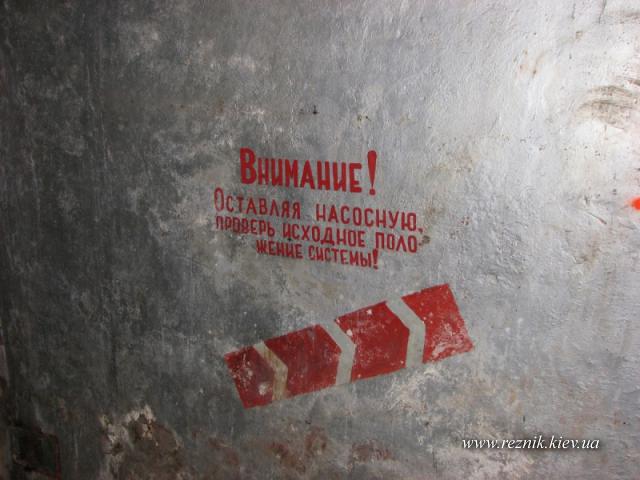 Внимание!
Оставляя насосную,
проверь исходное поло-
жение системы!
www.reznik.kiev.ua